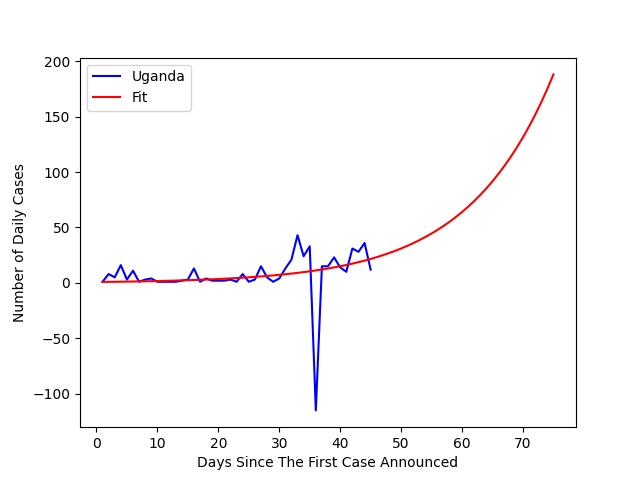 Uganda
Fit
200
150
100
50
0
−50
−100
Number of Daily Cases
0 10 20 30 40 50 60 70
Days Since The First Case Announced